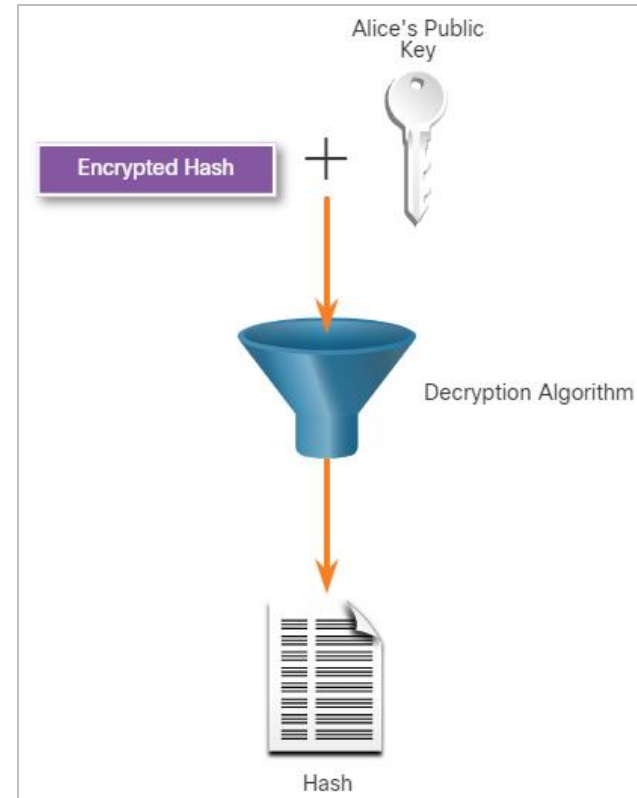 Alice's Public
Key
Encrypted Hash
Decryption Algorithm
Hash